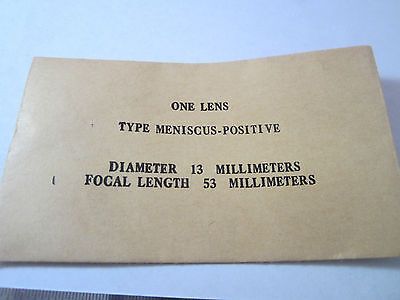 ONE LENS
TYPE MENISCUS-POSITIVE
DIAMETER 13 MILLIMETERS
FOCAL LENGTH 53 MILLIMETERS